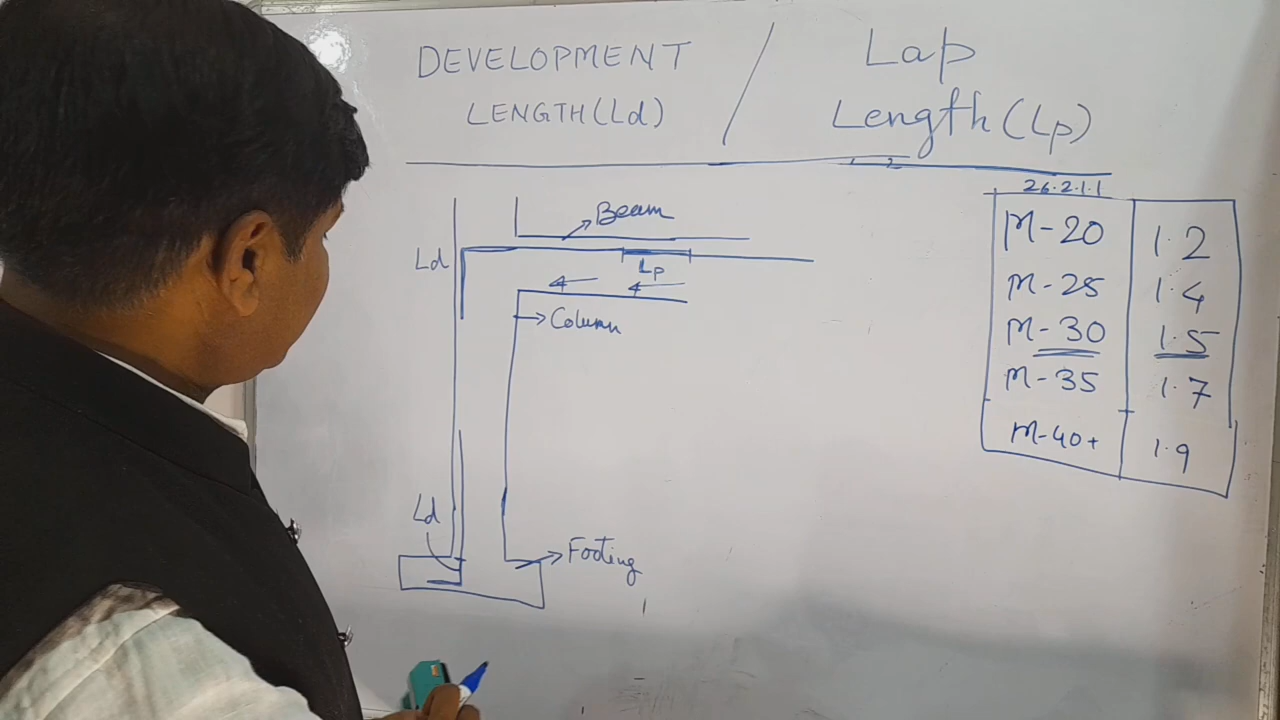 DEVELOPMENT / Lap
LENGTH(Ld) Length(Lp)
26.2.1.1
M-20 1.2
M-25 1.4
M-30 1.5
M-35 1.7
M-40+ 1.9
Beam
Ld
Lp
Column
Ld
Footing